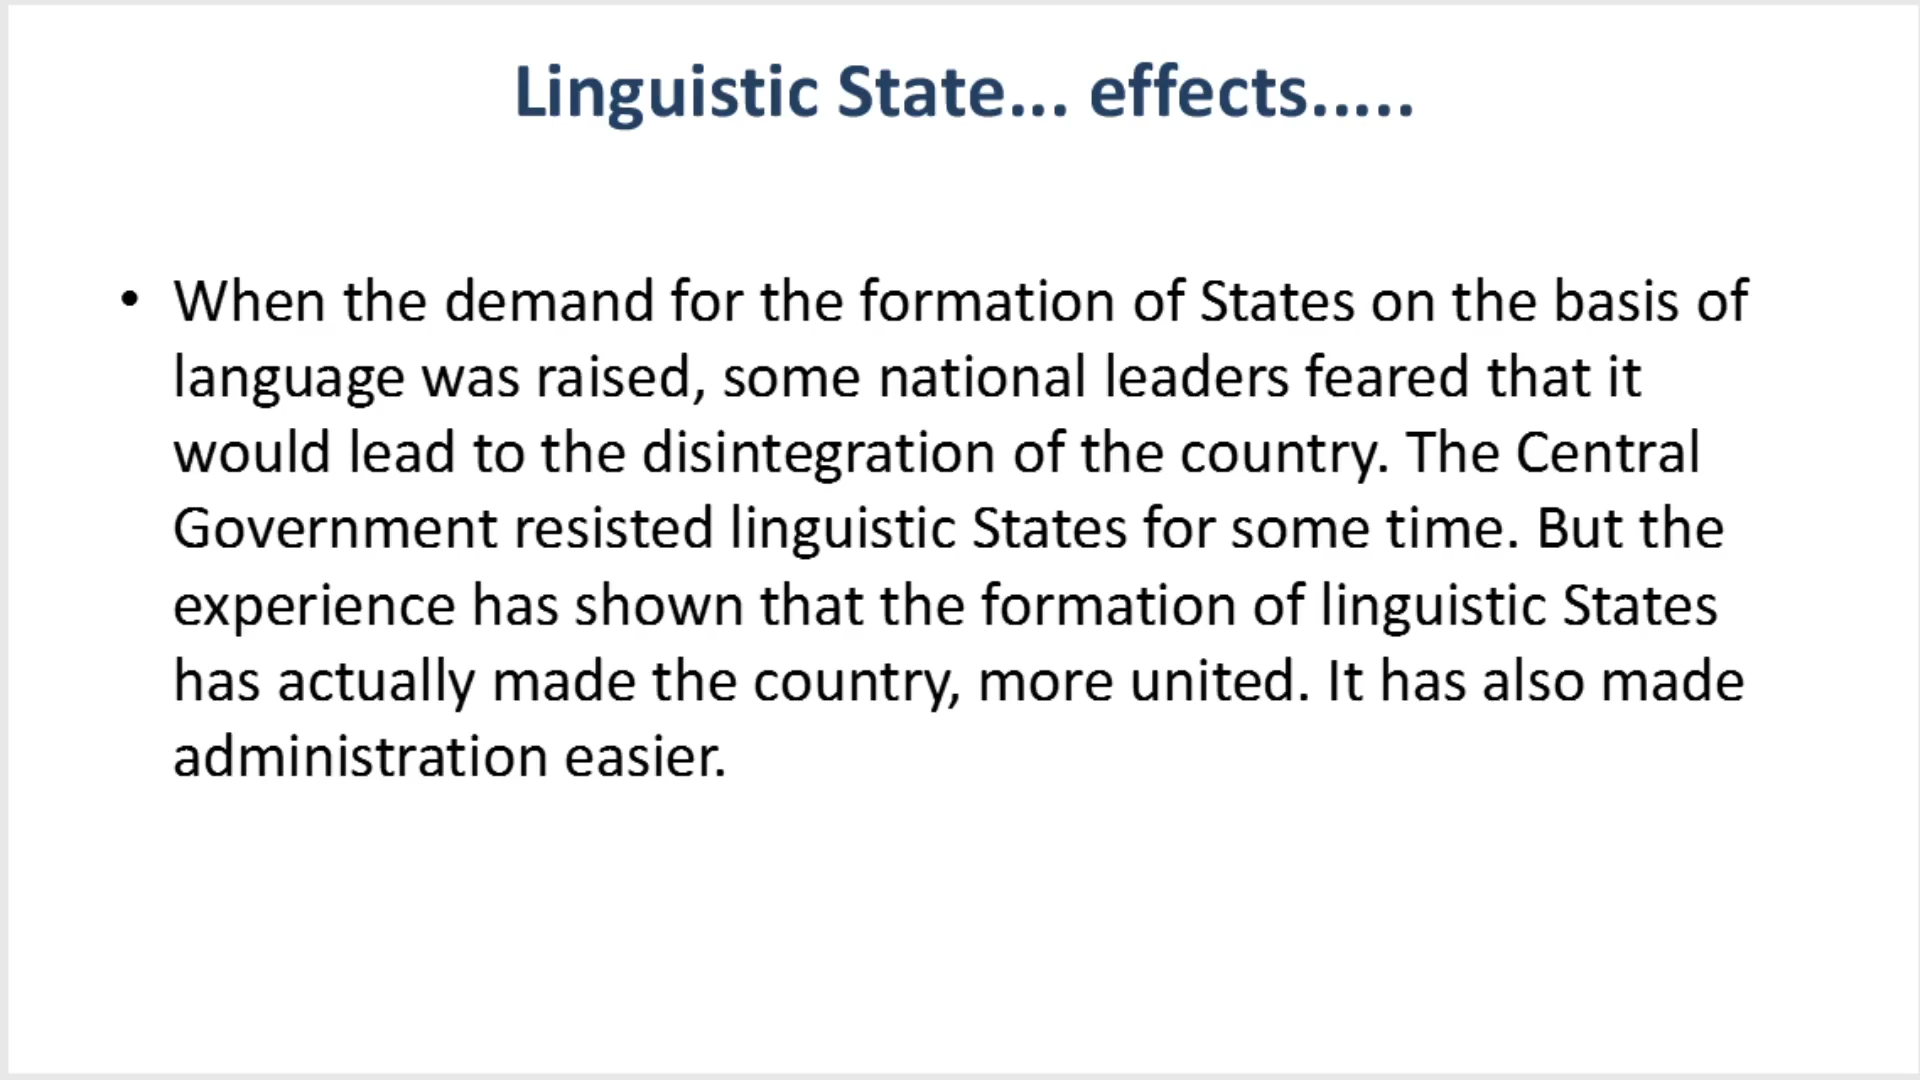 Linguistic State... effects.....
• When the demand for the formation of States on the basis of
language was raised, some national leaders feared that it
would lead to the disintegration of the country. The Central
Government resisted linguistic States for some time. But the
experience has shown that the formation of linguistic States
has actually made the country, more united. It has also made
administration easier.